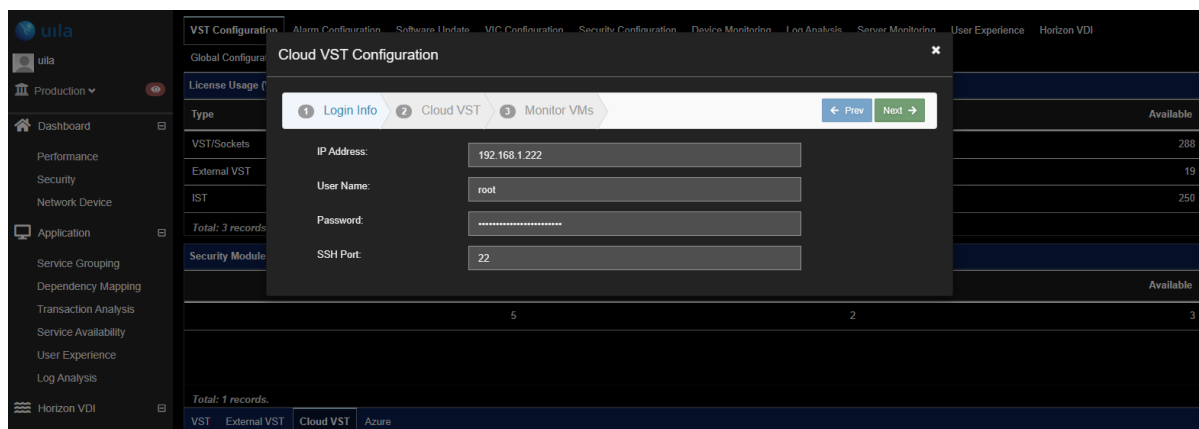 uila
VST Configuration Alarm Configuration Software Update VIC Configuration Security Configuration Device Monitoring Log Analysis Server Monitoring User Experience Horizon VDI
uila
Global Configurat
Cloud VST Configuration
Production
License Usage (
1 Login Info 2 Cloud VST 3 Monitor VMs Prev Next
Type Available
Dashboard
VST/Sockets 288
Performance
IP Address: 192.168.1.222
External VST 19
Security
User Name: root
IST 250
Network Device
Password: ························
Total: 3 records
Application
SSH Port: 22
Security Module
Service Grouping
Dependency Mapping
Available
Transaction Analysis
5 2 3
Service Availability
User Experience
Log Analysis
Total: 1 records.
Horizon VDI
VST External VST Cloud VST Azure